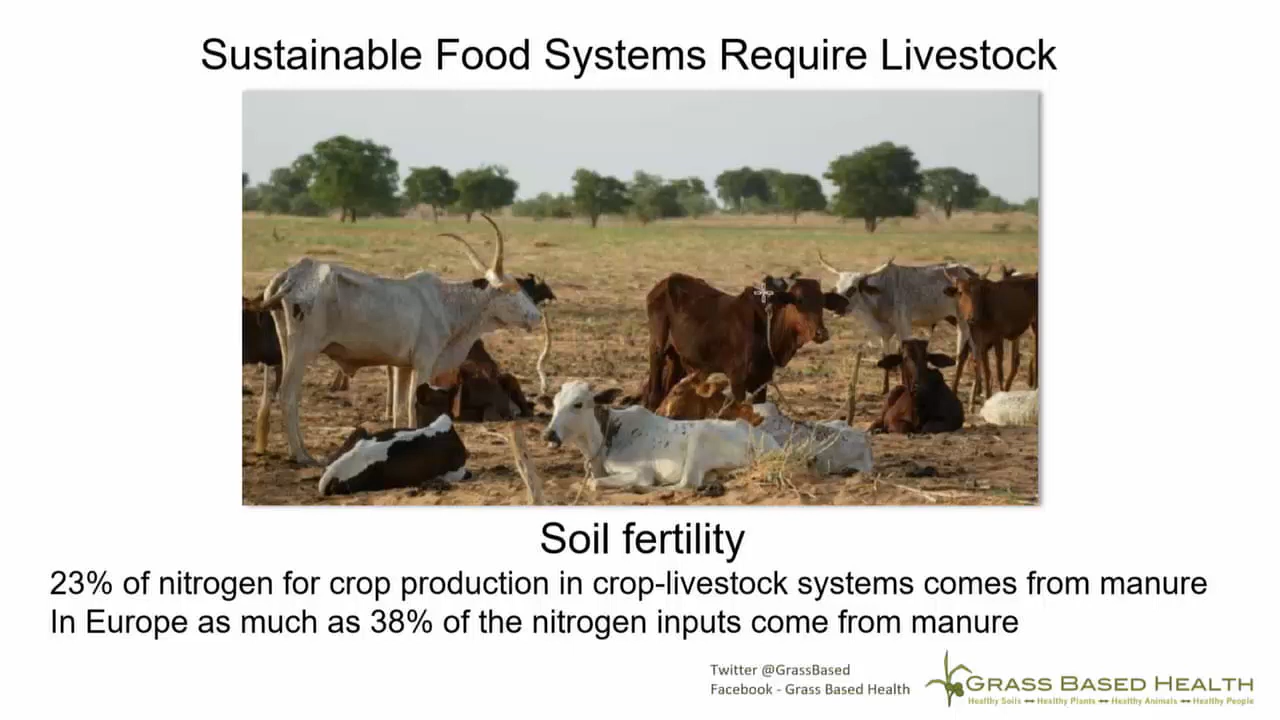 Sustainable Food Systems Require Livestock
Soil fertility
23% of nitrogen for crop production in crop-livestock systems comes from manure
In Europe as much as 38% of the nitrogen inputs come from manure
Twitter @GrassBased
Facebook - Grass Based Health
GRASS BASED HEALTH
Healthy Soils ↔ Healthy Plants ↔ Healthy Animals ↔ Healthy People